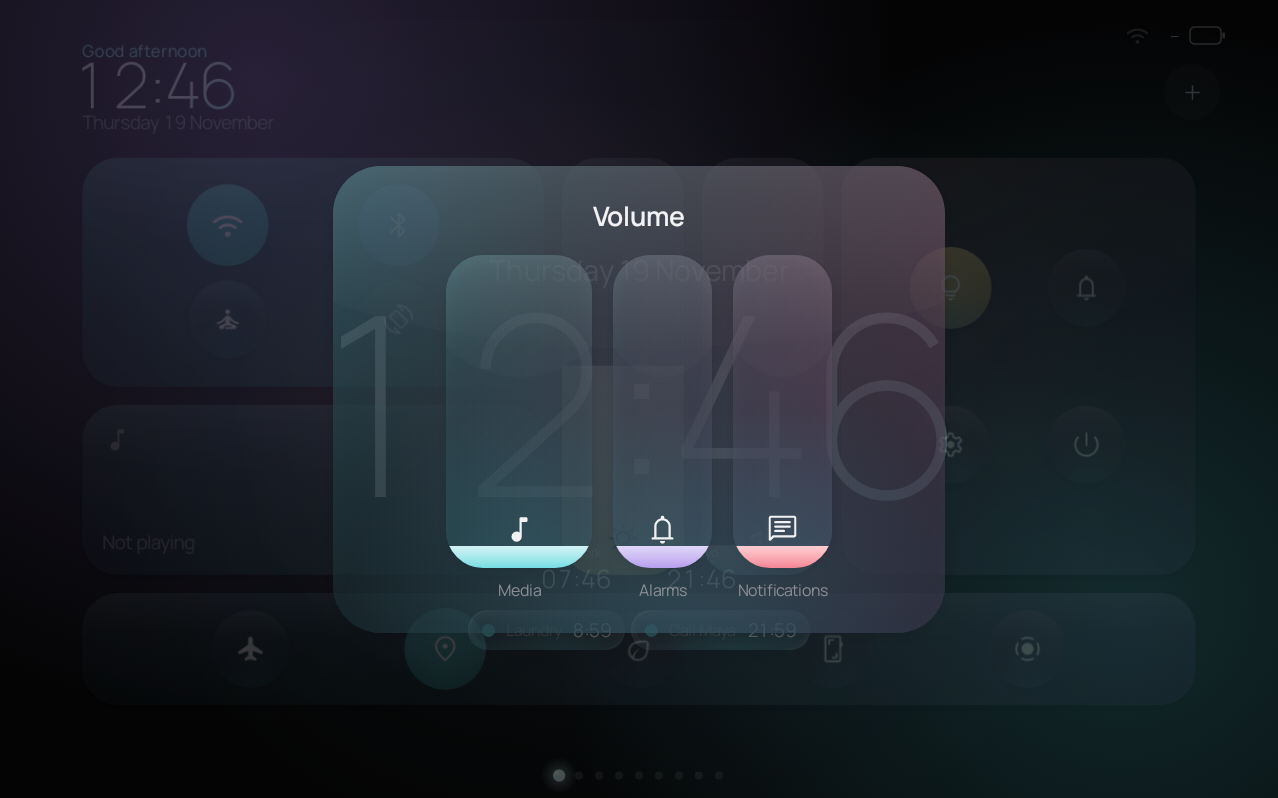 Good afternoon
12:46
Thursday 19 November
–
Volume
Thursday 19 November
12:46
Not playing
07:46 21:46
Media Alarms Notifications
Laundry 8:59 Call Maya 21:59